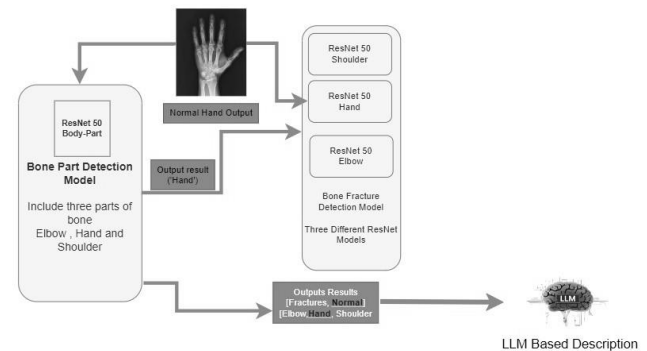 ResNet 50
Shoulder
ResNet 50
Hand
Normal Hand Output
ResNet 50
Body-Part
ResNet 50
Elbow
Bone Part Detection
Model
Output result
('Hand')
Include three parts of
bone
Elbow , Hand and
Shoulder
Bone Fracture
Detection Model
Three Different ResNet
Models
Outputs Results
[Fractures, Normal]
[Elbow,Hand, Shoulder
LLM
LLM Based Description